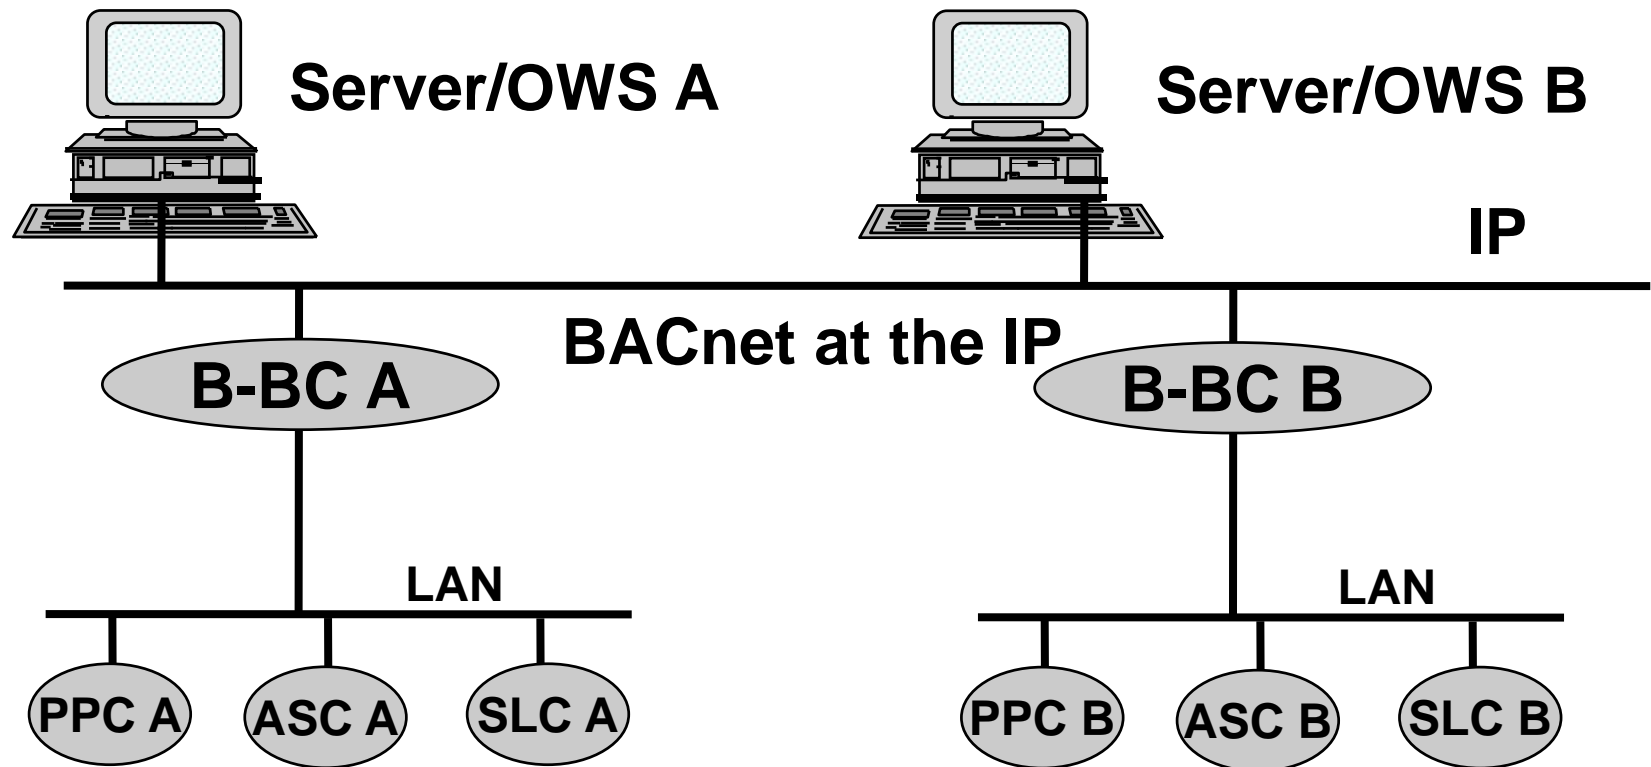 Server/OWS A
Server/OWS B
IP
BACnet at the IP
B-BC A
B-BC B
LAN
LAN
PPC A
ASC A
SLC A
PPC B
ASC B
SLC B